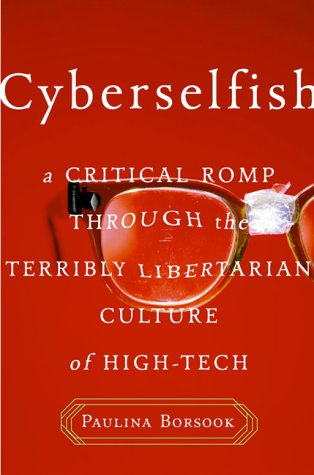 Cyberselfish
a CRITICAL ROMP
THROUGH the
TERRIBLY LIBERTARIAN
CULTURE
of HIGH-TECH
PAULINA BORSOOK